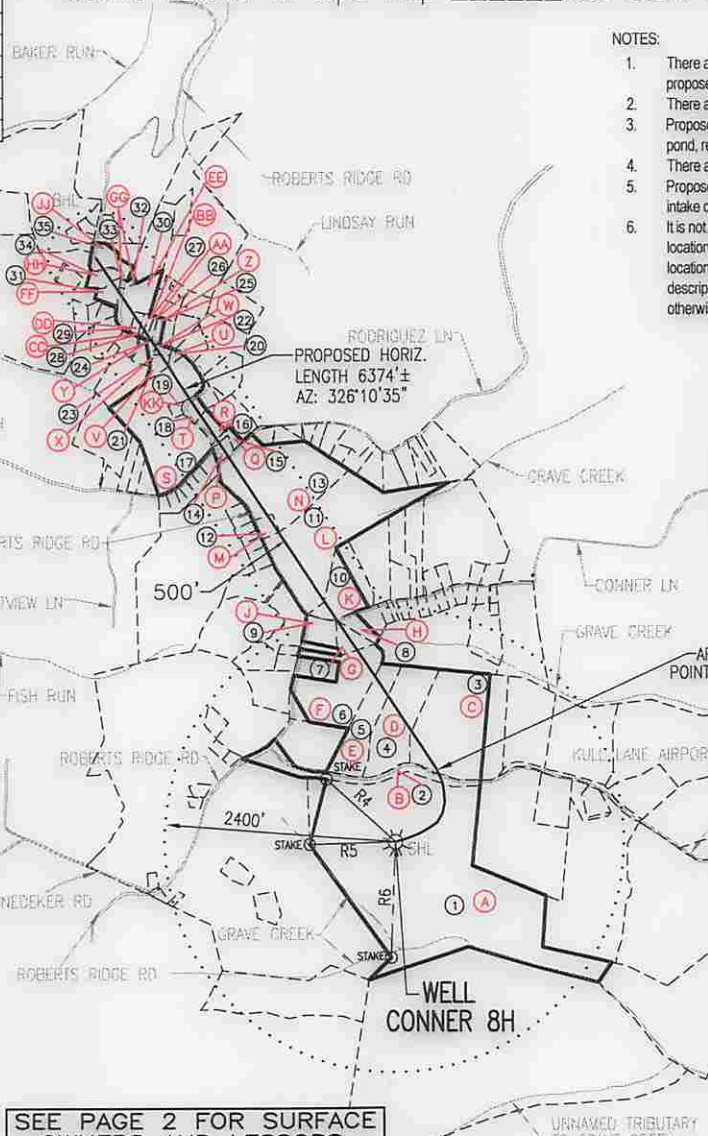 BAKER RUN
NOTES:
1. There a
propose
2. There a
3. Propose
pond, re
4. There a
5. Propose
intake o
6. It is not
location
location
descrip
otherwi
ROBERTS RIDGE RD
LINDSAY RUN
BHL
JJ
GG
32
EE
35
33
30
BB
34
27
AA
HH
26
Z
31
25
FF
W
DD
29
22
CC
28
U
20
24
RODRIGUEZ LN
PROPOSED HORIZ.
LENGTH 6374'±
AZ: 326°10'35"
Y
19
23
KK
R
X
V
21
18
T
16
Q
15
S
17
P
14
13
N
11
L
GRAVE CREEK
RTS RIDGE RD
12
M
TVIEW LN
500'
10
K
CONNER LN
J
H
GRAVE CREEK
9
8
7
G
POINT
FISH RUN
3
C
F
6
5
D
E
4
ROBERTS RIDGE RD
STAKE
KULL LANE AIRPOR
B
2
R4
2400'
STAKE
R5
SHL
R6
NEDEKER RD
1
A
GRAVE CREEK
ROBERTS RIDGE RD
STAKE
WELL
CONNER 8H
SEE PAGE 2 FOR SURFACE
UNNAMED TRIBUTARY